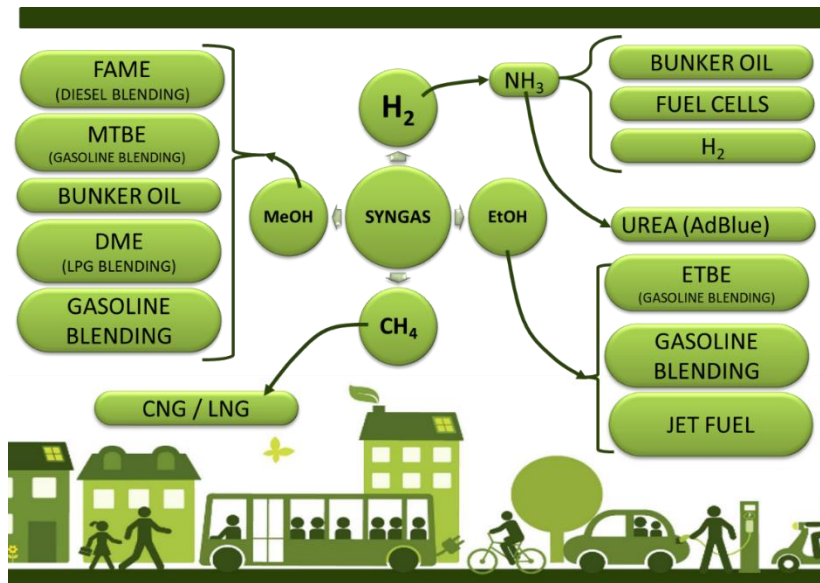 FAME
(DIESEL BLENDING)
MTBE
(GASOLINE BLENDING)
BUNKER OIL
DME
(LPG BLENDING)
GASOLINE
BLENDING
MeOH
H₂
SYNGAS
EtOH
CH₄
CNG / LNG
NH₃
BUNKER OIL
FUEL CELLS
H₂
UREA (AdBlue)
ETBE
(GASOLINE BLENDING)
GASOLINE
BLENDING
JET FUEL